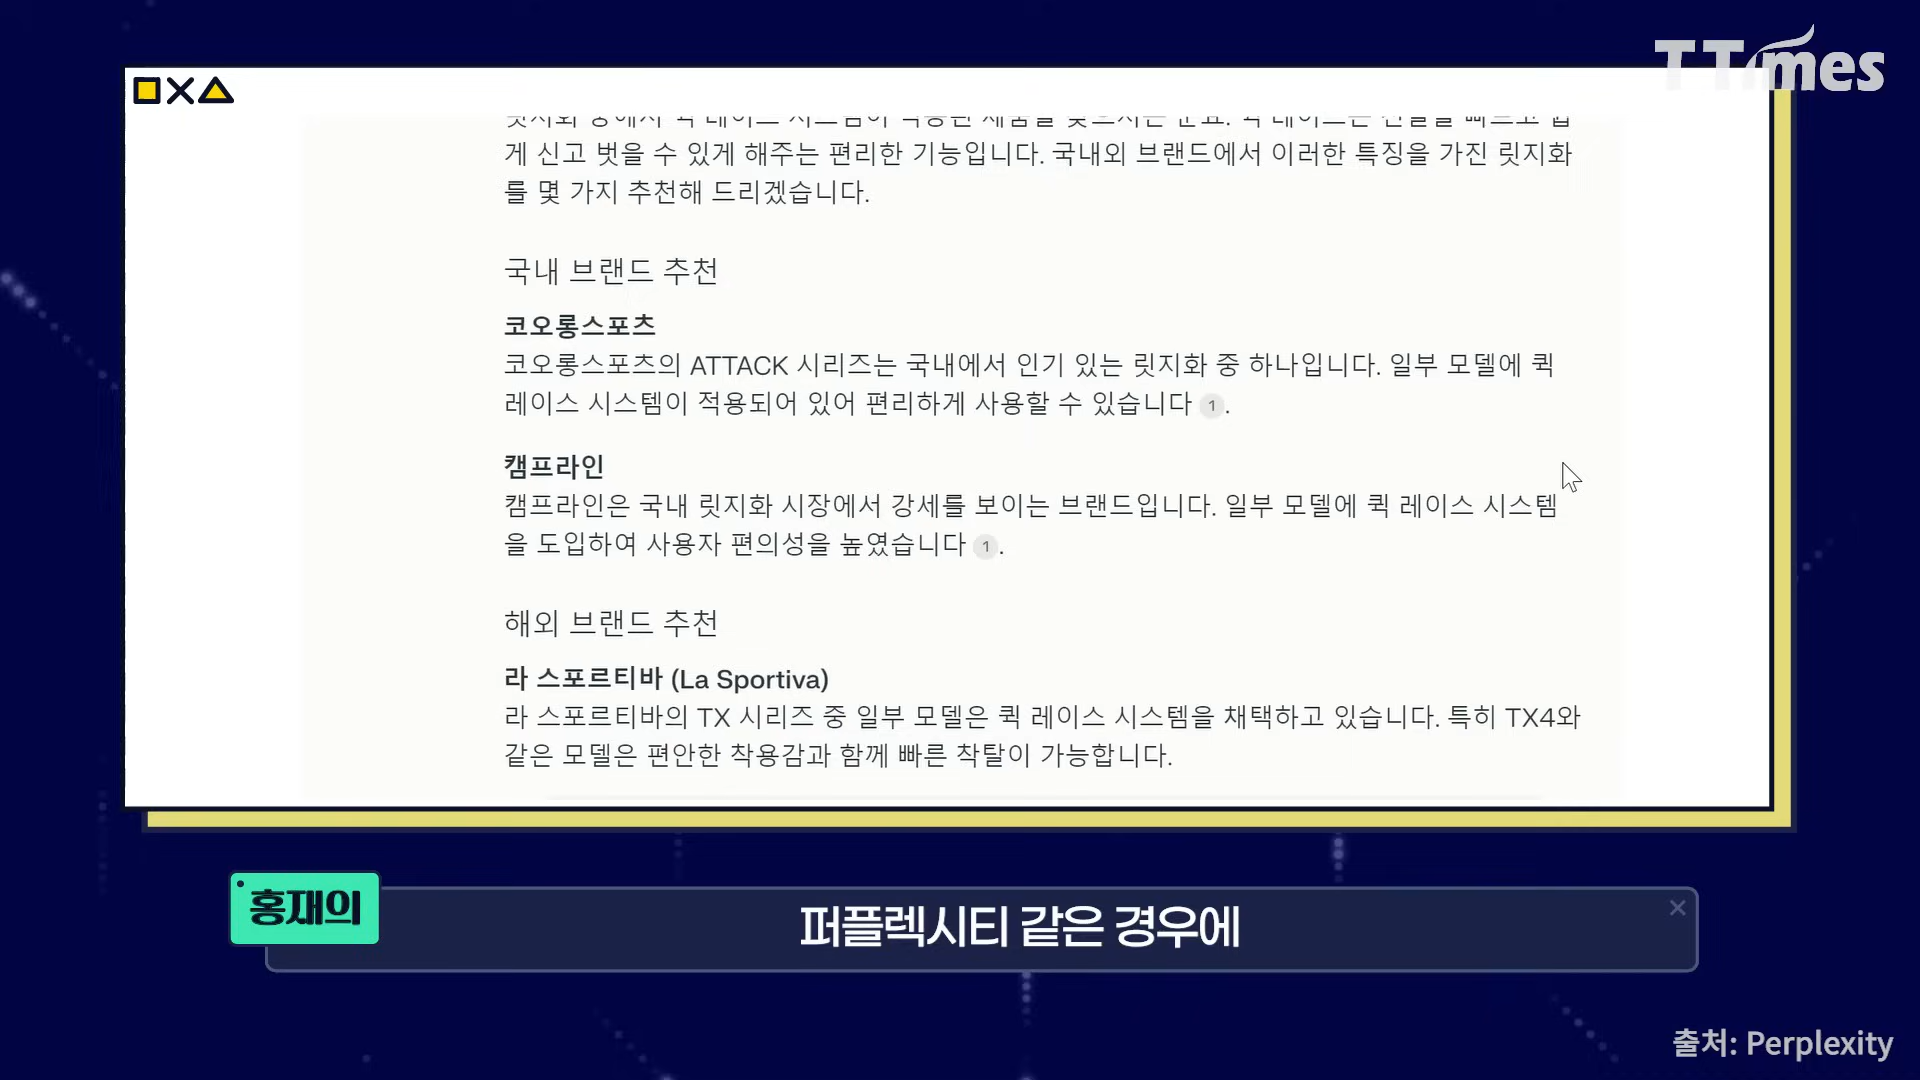 TTimes
게 신고 벗을 수 있게 해주는 편리한 기능입니다. 국내외 브랜드에서 이러한 특징을 가진 릿지화
를 몇 가지 추천해 드리겠습니다.
국내 브랜드 추천
코오롱스포츠
코오롱스포츠의 ATTACK 시리즈는 국내에서 인기 있는 릿지화 중 하나입니다. 일부 모델에 퀵
레이스 시스템이 적용되어 있어 편리하게 사용할 수 있습니다 1.
캠프라인
캠프라인은 국내 릿지화 시장에서 강세를 보이는 브랜드입니다. 일부 모델에 퀵 레이스 시스템
을 도입하여 사용자 편의성을 높였습니다 1.
해외 브랜드 추천
라 스포르티바 (La Sportiva)
라 스포르티바의 TX 시리즈 중 일부 모델은 퀵 레이스 시스템을 채택하고 있습니다. 특히 TX4와
같은 모델은 편안한 착용감과 함께 빠른 착탈이 가능합니다.
홍재의
퍼플렉시티 같은 경우에
출처: Perplexity